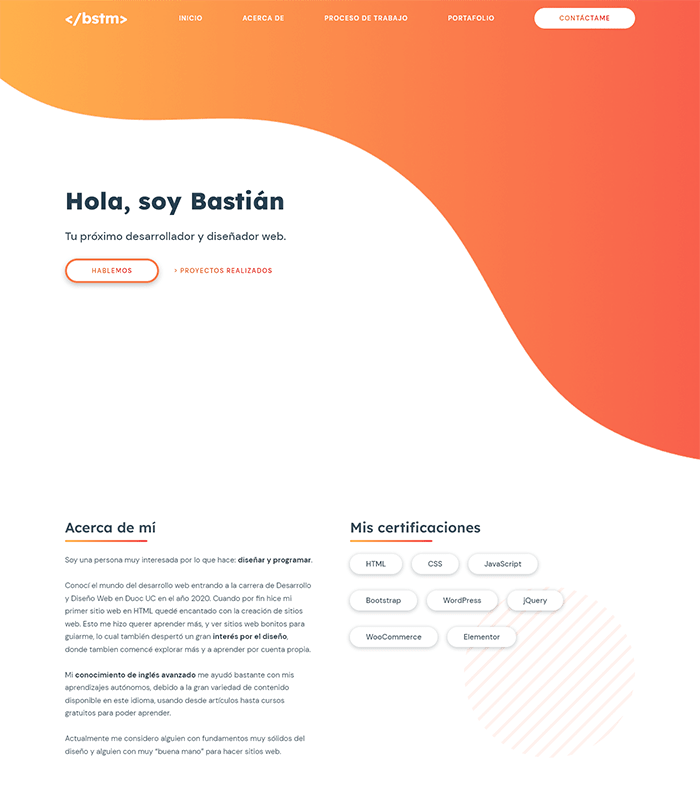 </bstm>
INICIO
ACERCA DE
PROCESO DE TRABAJO
PORTAFOLIO
CONTÁCTAME
Hola, soy Bastián
Tu próximo desarrollador y diseñador web.
HABLEMOS
> PROYECTOS REALIZADOS
Acerca de mí
Soy una persona muy interesada por lo que hace: diseñar y programar.
Conocí el mundo del desarrollo web entrando a la carrera de Desarrollo
y Diseño Web en Duoc UC en el año 2020. Cuando por fin hice mi
primer sitio web en HTML quedé encantado con la creación de sitios
web. Esto me hizo querer aprender más, y ver sitios web bonitos para
guiarme, lo cual también despertó un gran interés por el diseño,
donde tambien comencé explorar más y a aprender por cuenta propia.
Mi conocimiento de inglés avanzado me ayudó bastante con mis
aprendizajes autónomos, debido a la gran variedad de contenido
disponible en este idioma, usando desde artículos hasta cursos
gratuitos para poder aprender.
Actualmente me considero alguien con fundamentos muy sólidos del
diseño y alguien con muy "buena mano" para hacer sitios web.
Mis certificaciones
HTML
CSS
JavaScript
Bootstrap
WordPress
jQuery
WooCommerce
Elementor